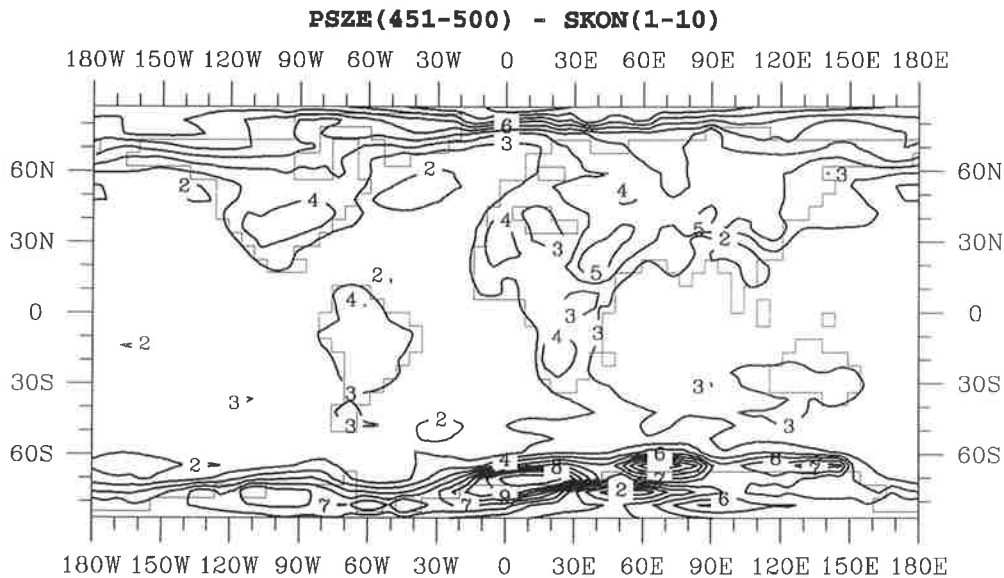 PSZE(451-500) - SKON(1-10)
180W 150W 120W 90W 60W 30W 0 30E 60E 90E 120E 150E 180E
6
3
60N 2 2 4 3 60N
4 4 5 2
30N 3 5 30N
2 4
0 3 3 0
2 4
30S 3 3 3 30S
3 2
60S 2 4 8 6 6 7 60S
7 9 2 7 6
180W 150W 120W 90W 60W 30W 0 30E 60E 90E 120E 150E 180E